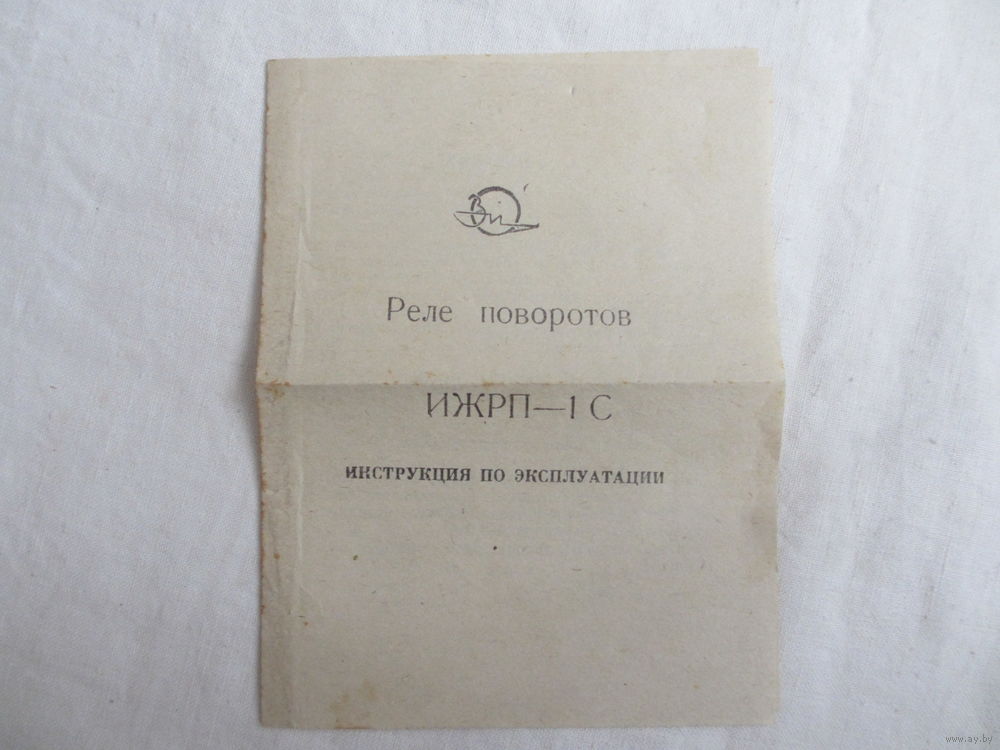 Реле поворотов
ИЖРП—1 С
ИНСТРУКЦИЯ ПО ЭКСПЛУАТАЦИИ
www.ay.by